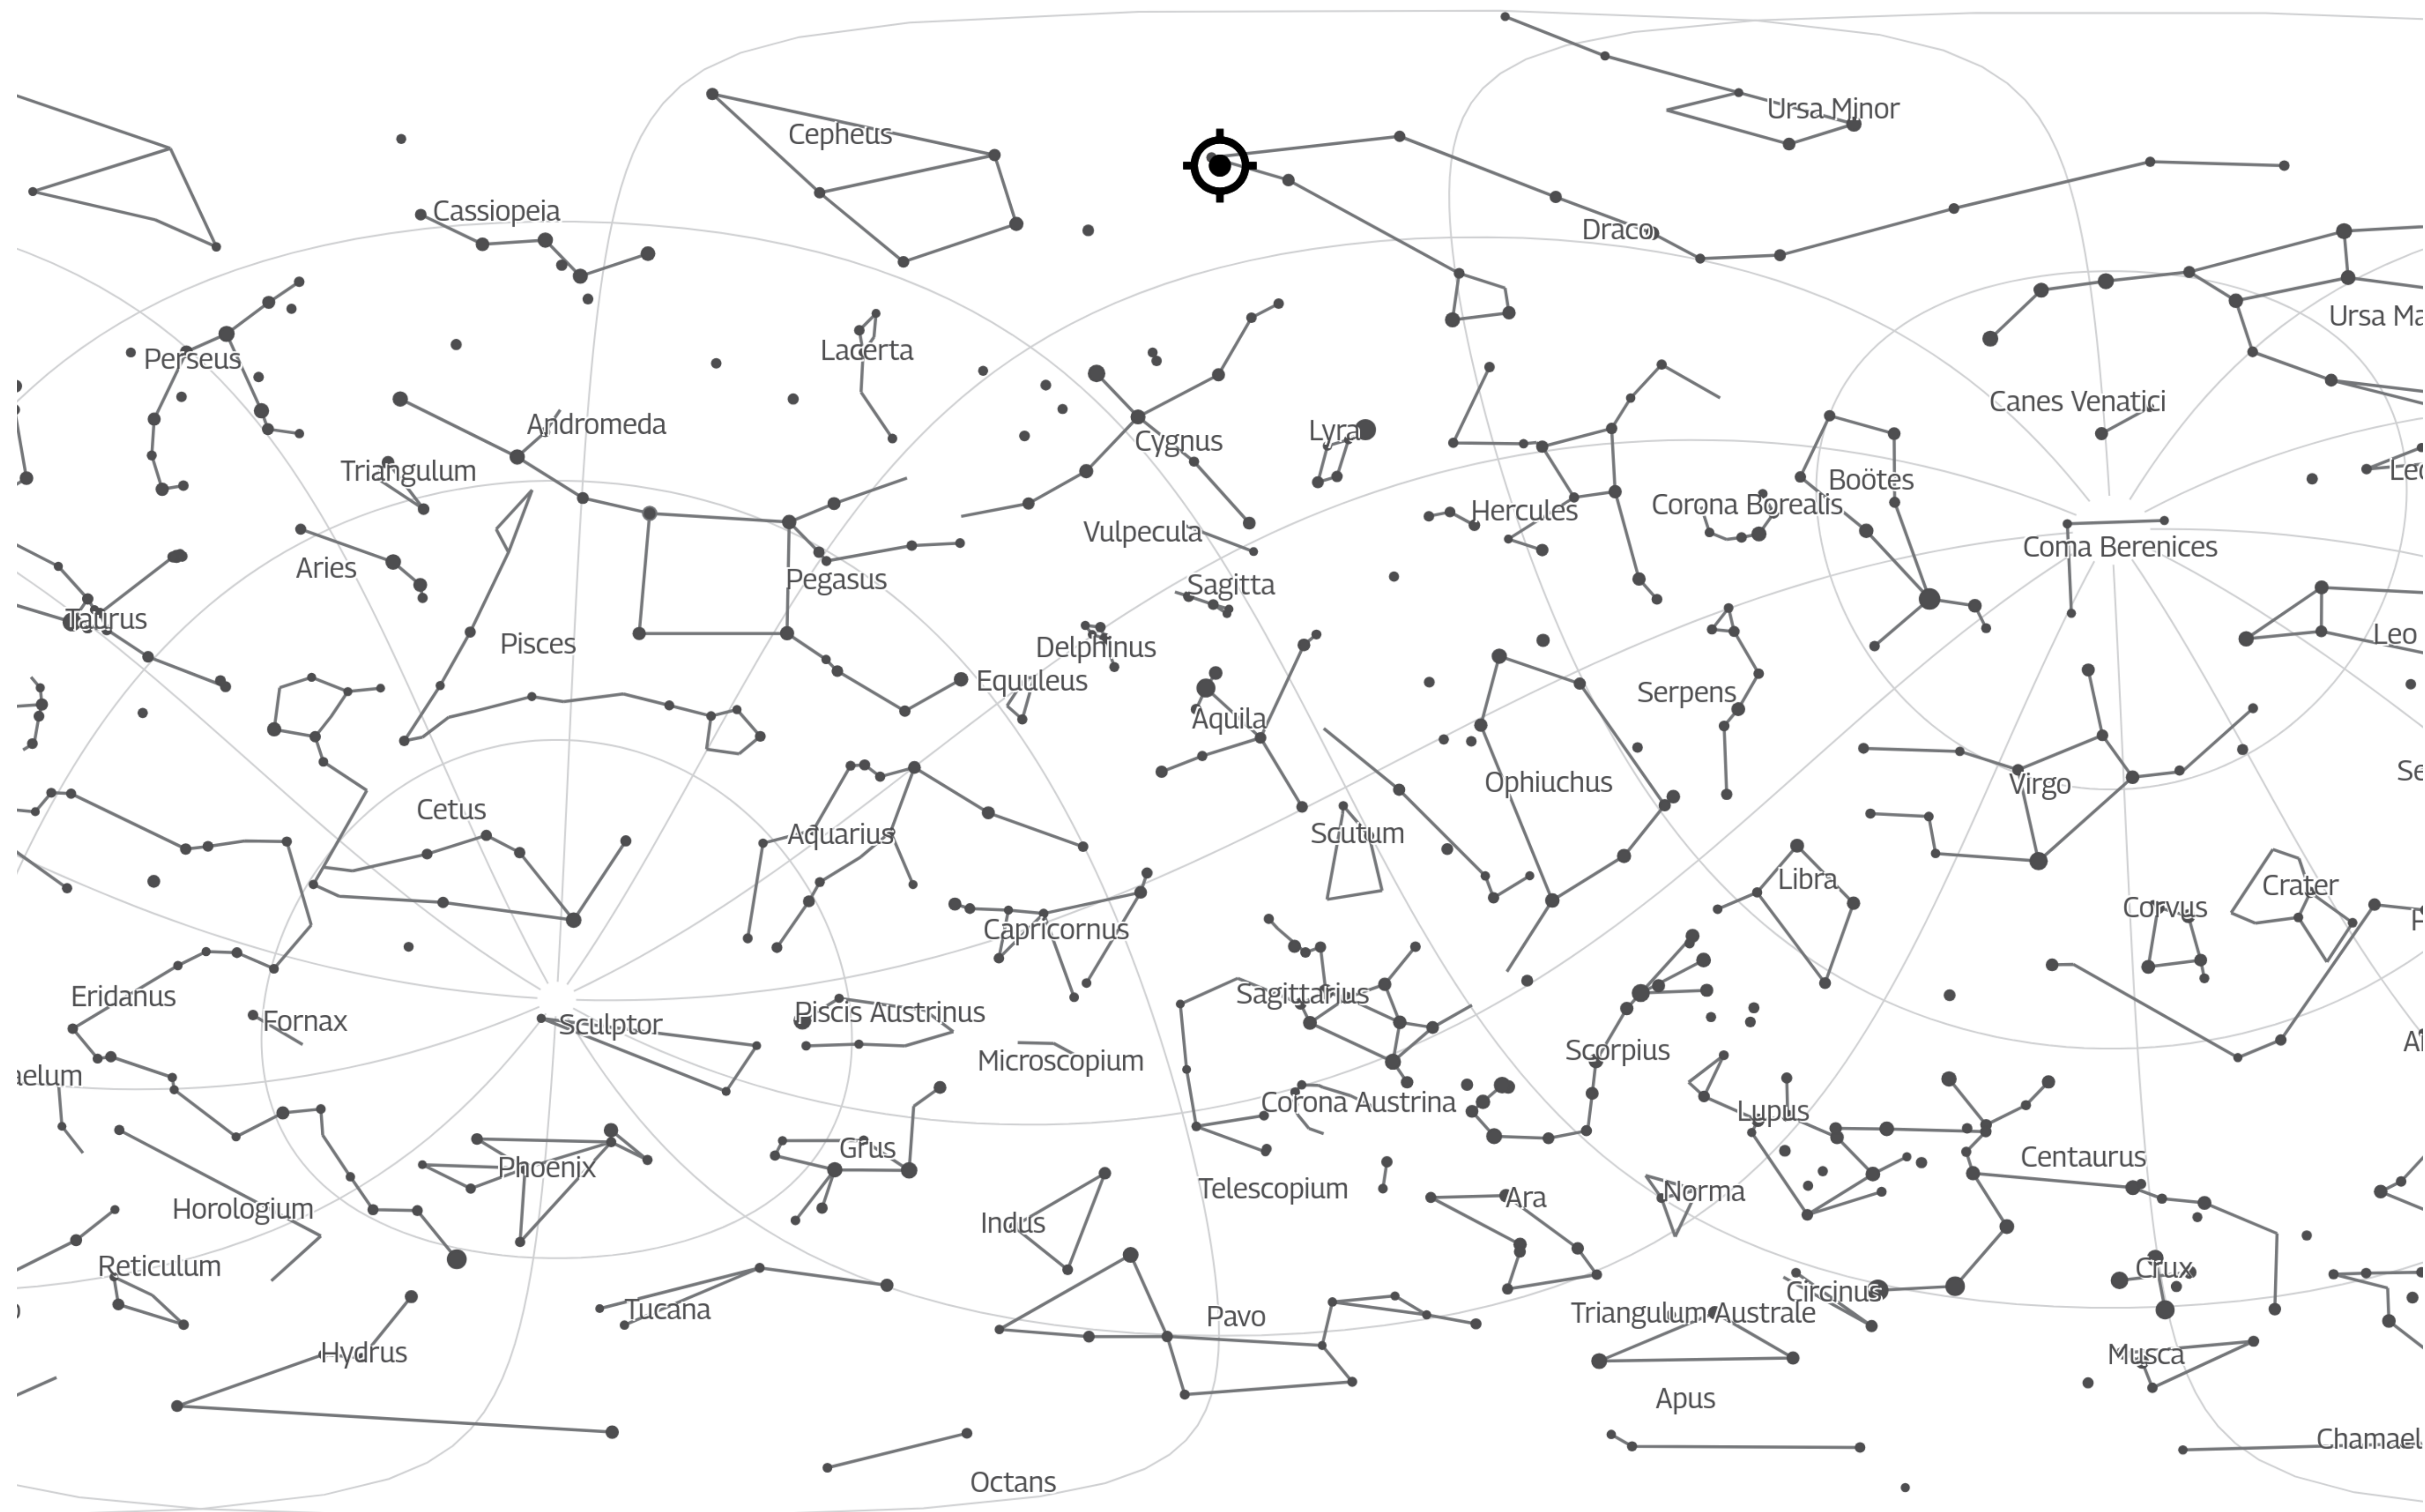 Ursa Minor
Cepheus
Cassiopeia
Draco
Ursa Ma
Perseus
Lacerta
Canes Venatici
Andromeda
Cygnus
Lyra
Triangulum
Boötes
Leo
Hercules
Corona Borealis
Vulpecula
Coma Berenices
Aries
Pegasus
Sagitta
Taurus
Leo
Pisces
Delphinus
Equuleus
Serpens
Aquila
Se
Ophiuchus
Virgo
Cetus
Aquarius
Scutum
Libra
Crater
Corvus
Capricornus
Eridanus
Sagittarius
Fornax
Piscis Austrinus
Sculptor
Scorpius
Microscopium
aelum
Corona Austrina
Lupus
Grus
Centaurus
Phoenix
Telescopium
Norma
Ara
Horologium
Indus
Reticulum
Crux
Circinus
Tucana
Pavo
Triangulum Australe
Hydrus
Musca
Apus
Chamael
Octans